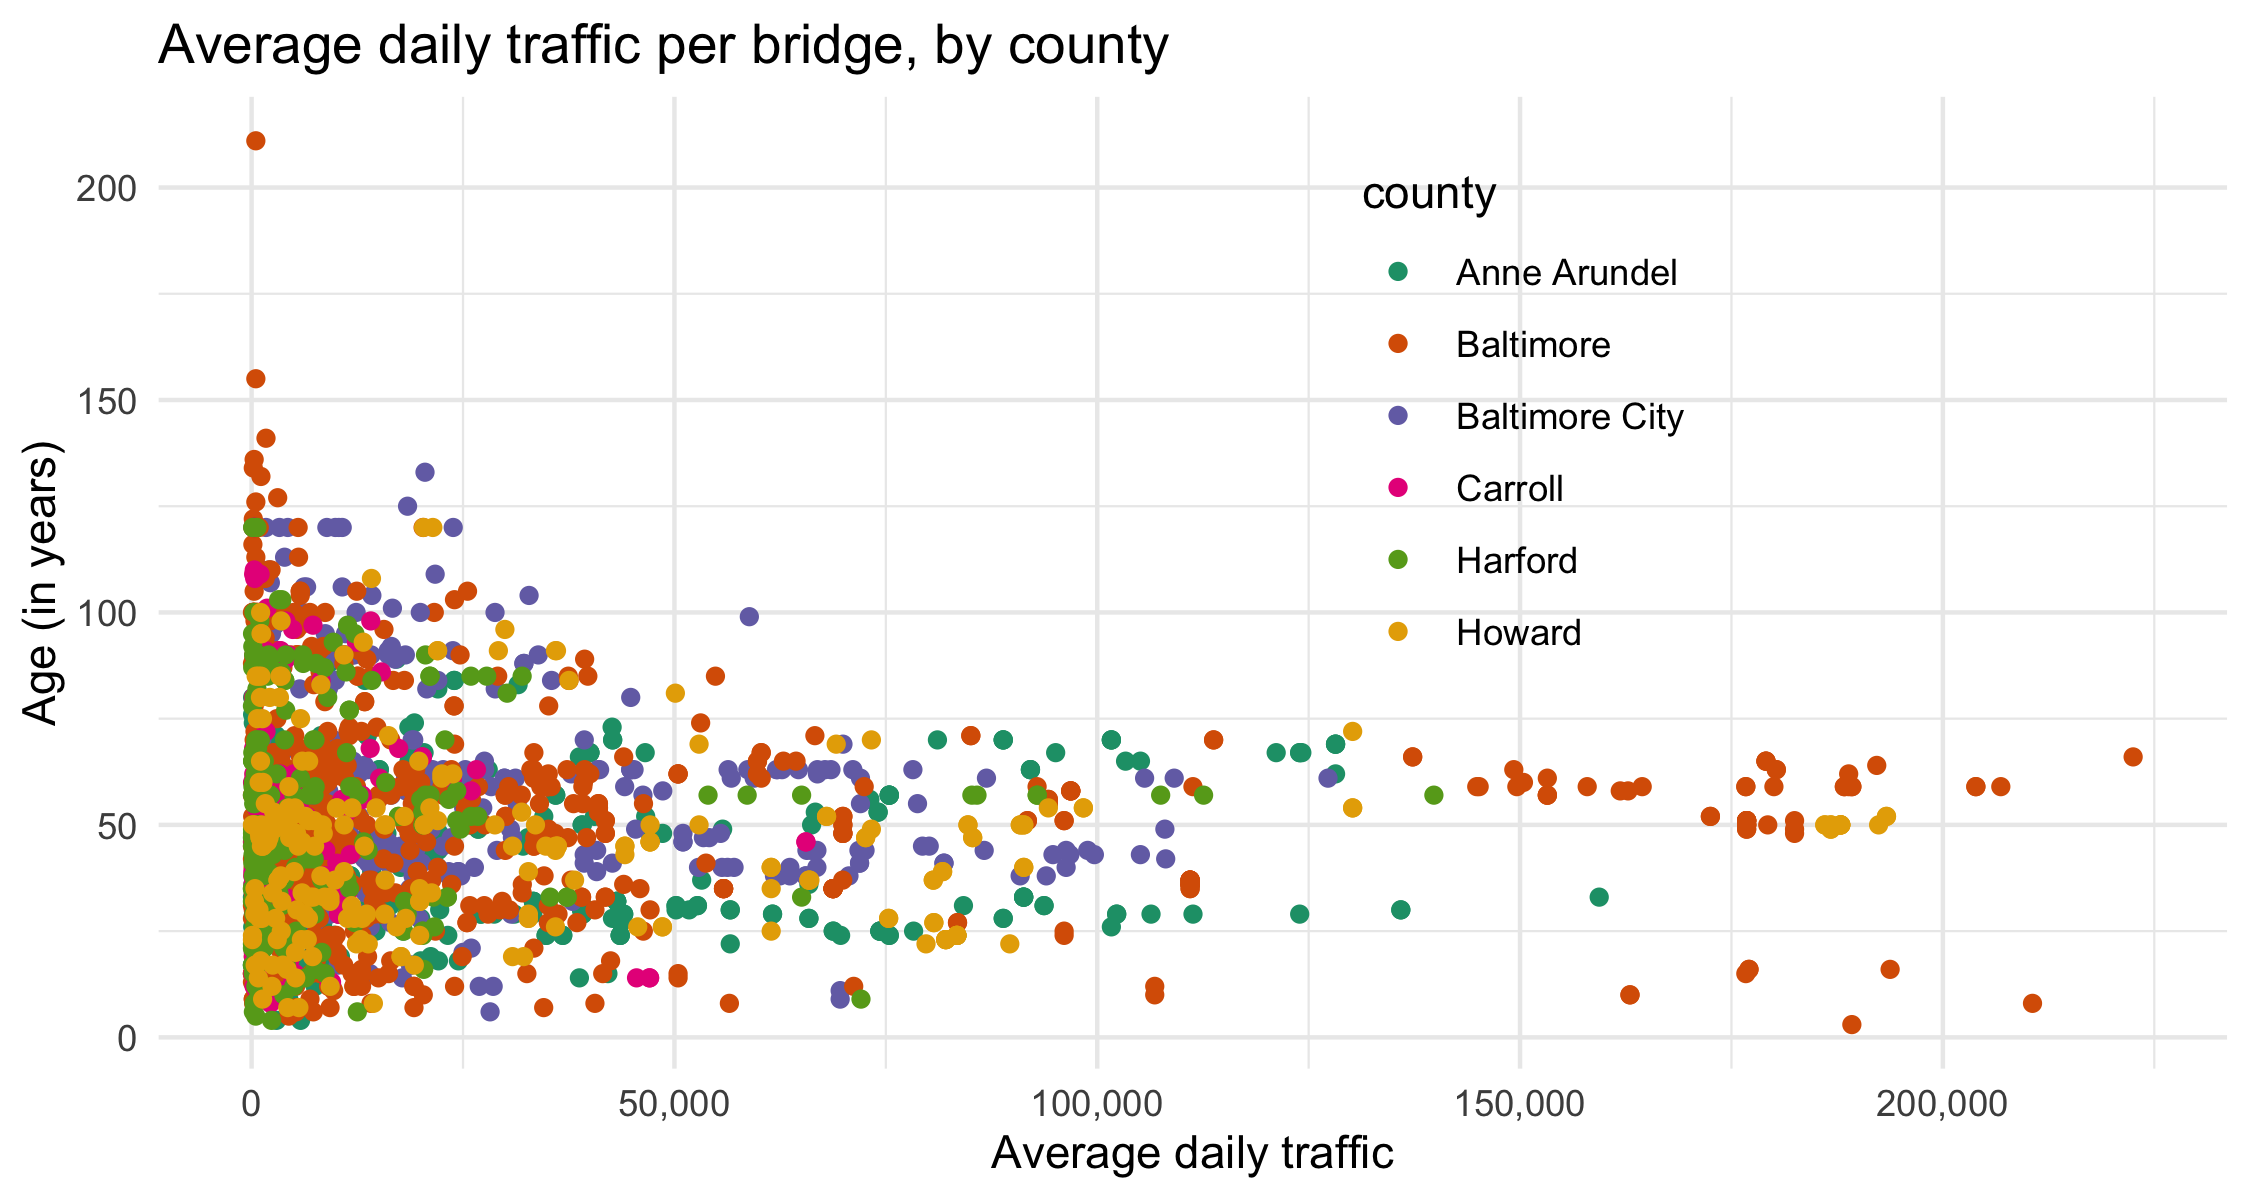 Average daily traffic per bridge, by county
Age (in years)
200
150
100
50
0
county
Anne Arundel
Baltimore
Baltimore City
Carroll
Harford
Howard
0 50,000 100,000 150,000 200,000
Average daily traffic